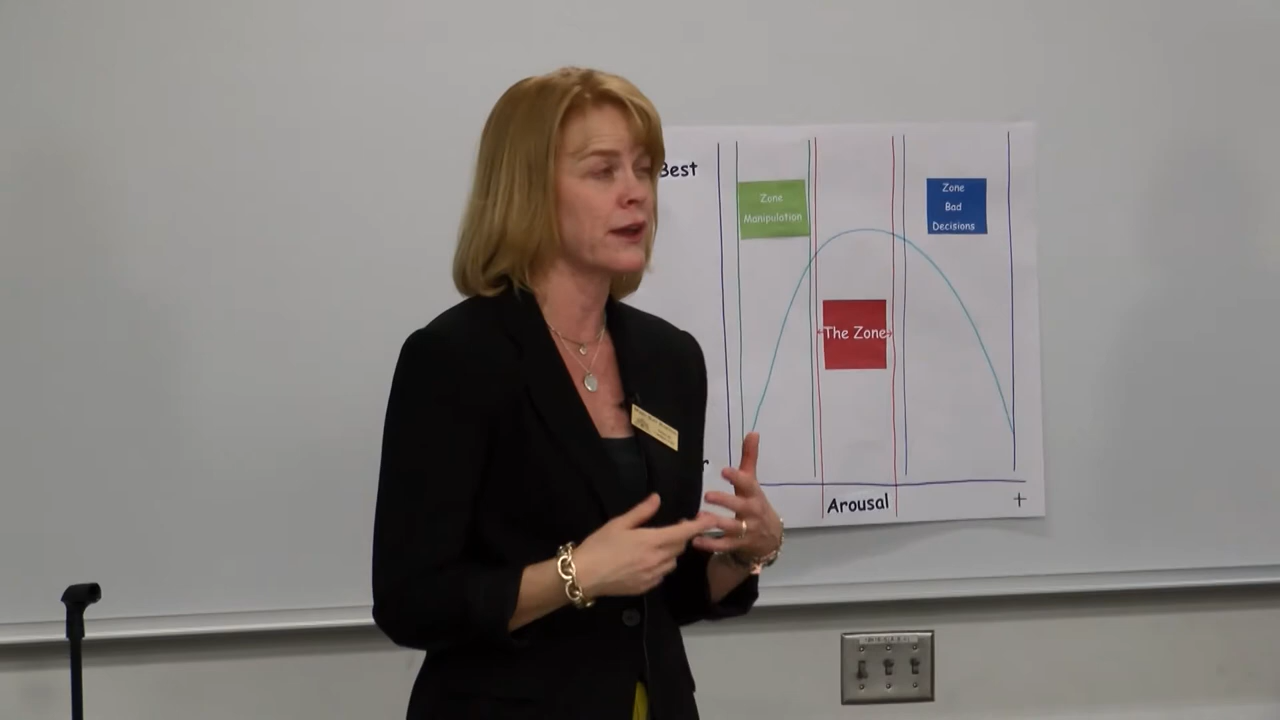 Best
Zone
Manipulation
Zone
Bad
Decisions
The Zone
r
Arousal
+